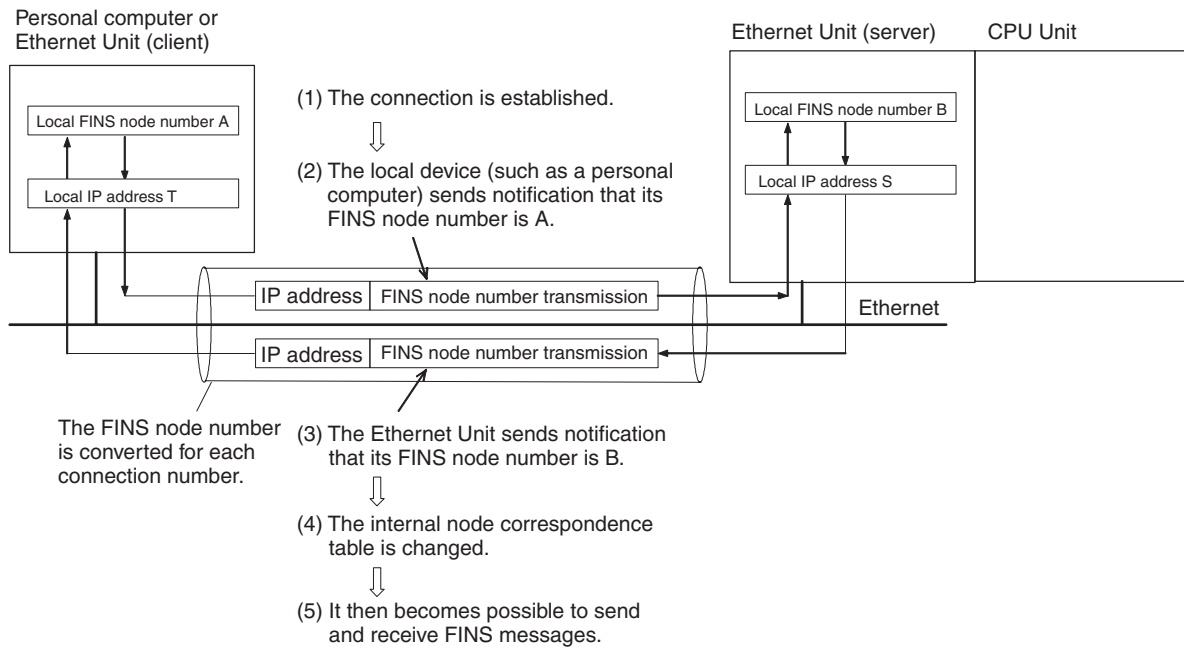 Personal computer or
Ethernet Unit (client)
Ethernet Unit (server)
CPU Unit
Local FINS node number A
Local IP address T
(1) The connection is established.
(2) The local device (such as a personal
computer) sends notification that its
FINS node number is A.
Local FINS node number B
Local IP address S
IP address
FINS node number transmission
Ethernet
IP address
FINS node number transmission
The FINS node number
is converted for each
connection number.
(3) The Ethernet Unit sends notification
that its FINS node number is B.
(4) The internal node correspondence
table is changed.
(5) It then becomes possible to send
and receive FINS messages.